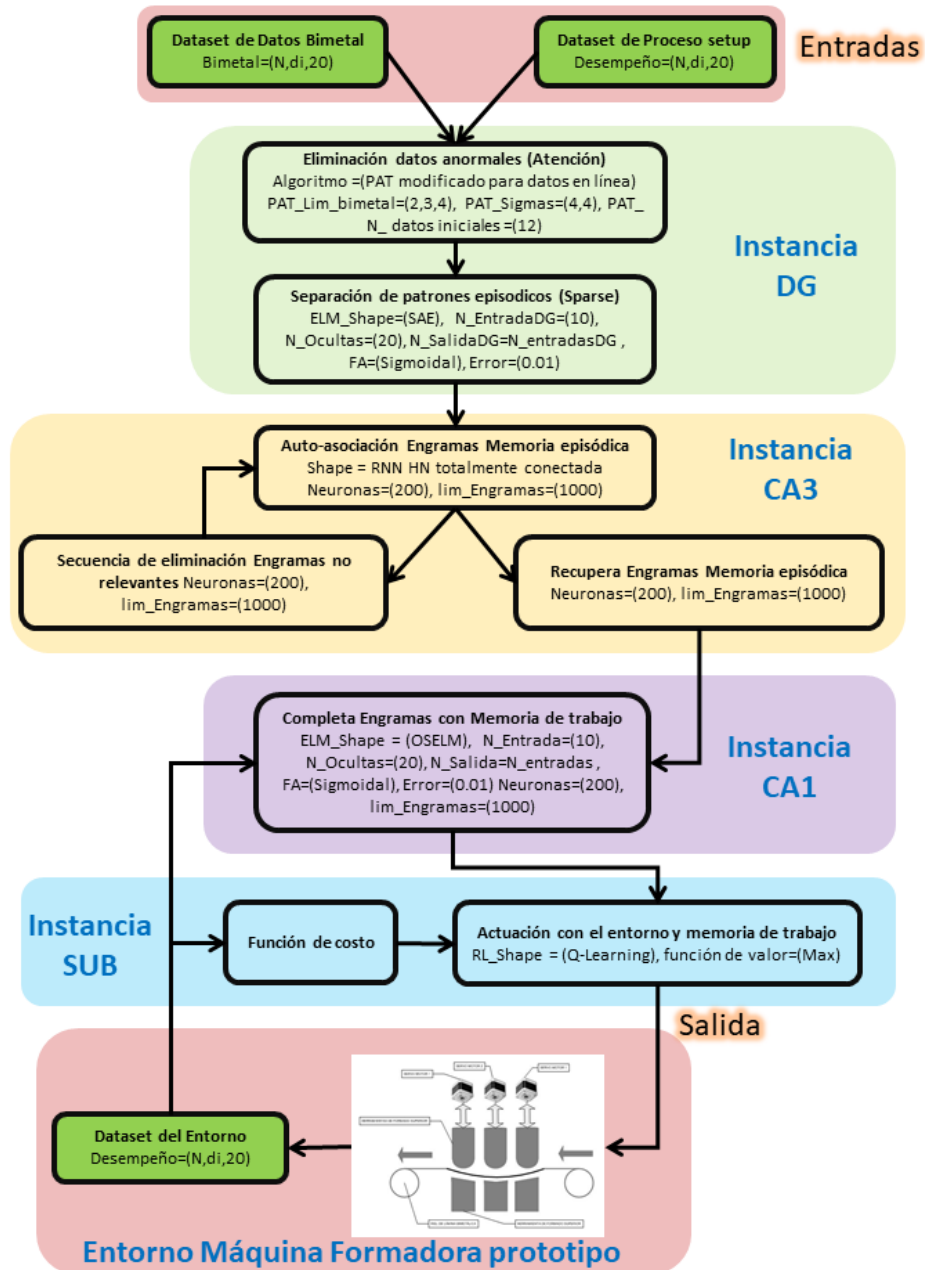 Dataset de Datos Bimetal
Bimetal=(N,di,20)
Dataset de Proceso setup
Desempeño=(N,di,20)
Entradas
Eliminación datos anormales (Atención)
Algoritmo =(PAT modificado para datos en línea)
PAT_Lim_bimetal=(2,3,4), PAT_Sigmas=(4,4), PAT_
N_ datos iniciales =(12)
Instancia
DG
Separación de patrones episodicos (Sparse)
ELM_Shape=(SAE), N_EntradaDG=(10),
N_Ocultas=(20), N_SalidaDG=N_entradasDG ,
FA=(Sigmoidal), Error=(0.01)
Auto-asociación Engramas Memoria episódica
Shape = RNN HN totalmente conectada
Neuronas=(200), lim_Engramas=(1000)
Instancia
CA3
Secuencia de eliminación Engramas no
relevantes Neuronas=(200),
lim_Engramas=(1000)
Recupera Engramas Memoria episódica
Neuronas=(200), lim_Engramas=(1000)
Completa Engramas con Memoria de trabajo
ELM_Shape = (OSELM), N_Entrada=(10),
N_Ocultas=(20), N_Salida=N_entradas ,
FA=(Sigmoidal), Error=(0.01) Neuronas=(200),
lim_Engramas=(1000)
Instancia
CA1
Instancia
SUB
Función de costo
Actuación con el entorno y memoria de trabajo
RL_Shape = (Q-Learning), función de valor=(Max)
Salida
Dataset del Entorno
Desempeño=(N,di,20)
Entorno Máquina Formadora prototipo